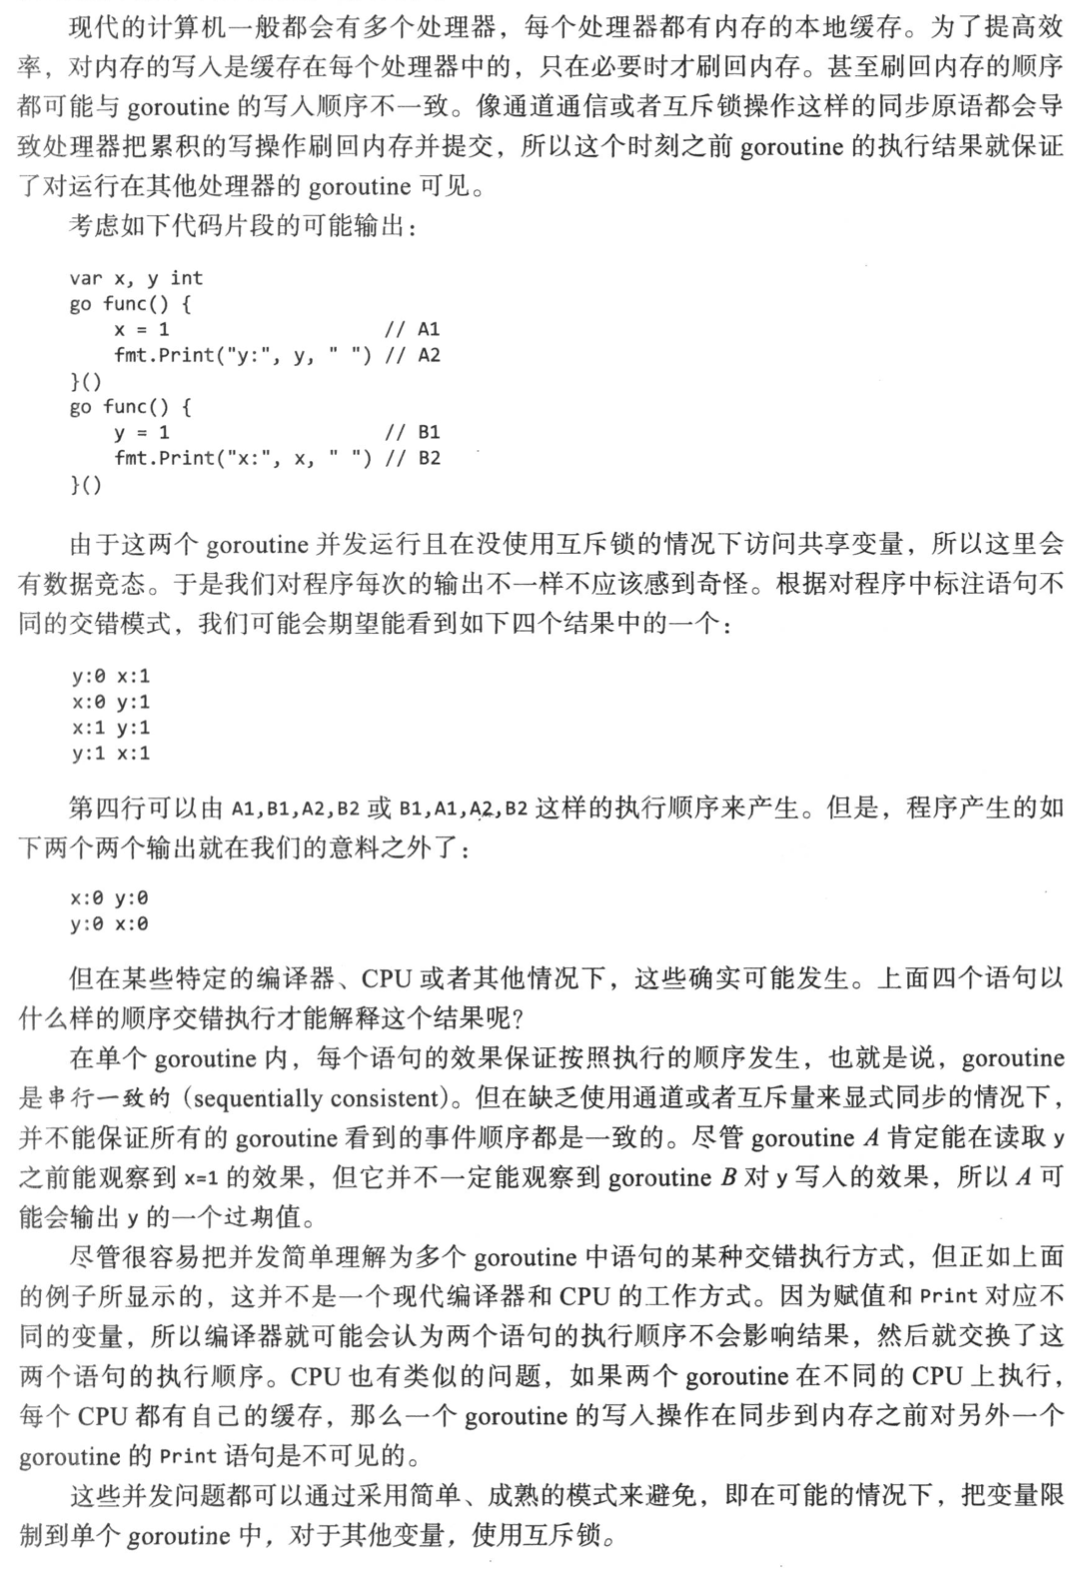 现代的计算机一般都会有多个处理器，每个处理器都有内存的本地缓存。为了提高效
率，对内存的写入是缓存在每个处理器中的，只在必要时才刷回内存。甚至刷回内存的顺序
都可能与 goroutine 的写入顺序不一致。像通道通信或者互斥锁操作这样的同步原语都会导
致处理器把累积的写操作刷回内存并提交，所以这个时刻之前 goroutine 的执行结果就保证
了对运行在其他处理器的 goroutine 可见。
考虑如下代码片段的可能输出：
var x, y int
go func() {
    x = 1                   // A1
    fmt.Print("y:", y, " ") // A2
}()
go func() {
    y = 1                   // B1
    fmt.Print("x:", x, " ") // B2
}()
由于这两个 goroutine 并发运行且在没使用互斥锁的情况下访问共享变量，所以这里会
有数据竞态。于是我们对程序每次的输出不一样不应该感到奇怪。根据对程序中标注语句不
同的交错模式，我们可能会期望能看到如下四个结果中的一个：
y:0 x:1
x:0 y:1
x:1 y:1
y:1 x:1
第四行可以由 A1,B1,A2,B2 或 B1,A1,A2,B2 这样的执行顺序来产生。但是，程序产生的如
下两个两个输出就在我们的意料之外了：
x:0 y:0
y:0 x:0
但在某些特定的编译器、CPU 或者其他情况下，这些确实可能发生。上面四个语句以
什么样的顺序交错执行才能解释这个结果呢？
在单个 goroutine 内，每个语句的效果保证按照执行的顺序发生，也就是说，goroutine
是串行一致的（sequentially consistent）。但在缺乏使用通道或者互斥量来显式同步的情况下，
并不能保证所有的 goroutine 看到的事件顺序都是一致的。尽管 goroutine A 肯定能在读取 y
之前能观察到 x=1 的效果，但它并不一定能观察到 goroutine B 对 y 写入的效果，所以 A 可
能会输出 y 的一个过期值。
尽管很容易把并发简单理解为多个 goroutine 中语句的某种交错执行方式，但正如上面
的例子所显示的，这并不是一个现代编译器和 CPU 的工作方式。因为赋值和 Print 对应不
同的变量，所以编译器就可能会认为两个语句的执行顺序不会影响结果，然后就交换了这
两个语句的执行顺序。CPU 也有类似的问题，如果两个 goroutine 在不同的 CPU 上执行，
每个 CPU 都有自己的缓存，那么一个 goroutine 的写入操作在同步到内存之前对另外一个
goroutine 的 Print 语句是不可见的。
这些并发问题都可以通过采用简单、成熟的模式来避免，即在可能的情况下，把变量限
制到单个 goroutine 中，对于其他变量，使用互斥锁。